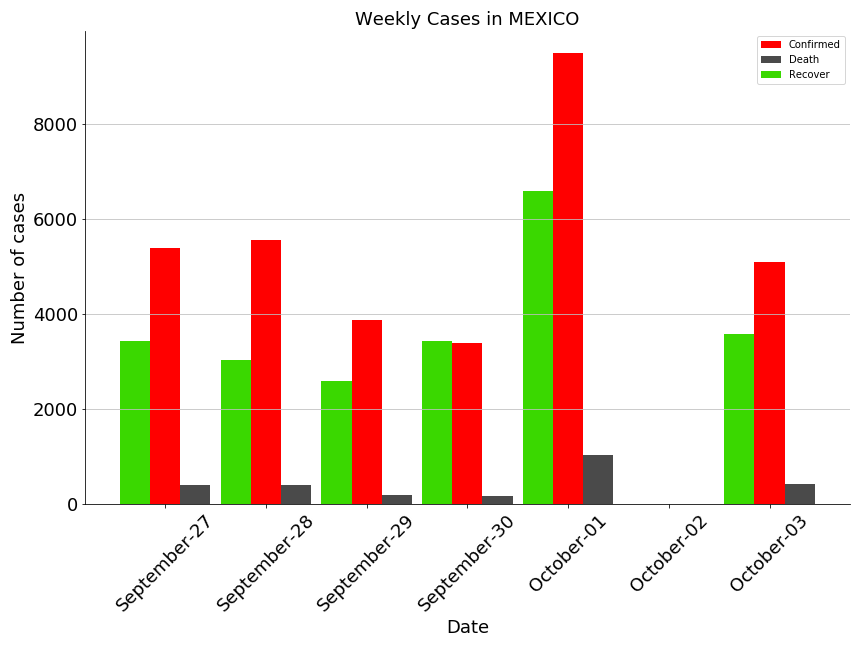 Weekly Cases in MEXICO
Confirmed
Death
Recover
Number of cases
8000
6000
4000
2000
0
September-27
September-28
September-29
September-30
October-01
October-02
October-03
Date